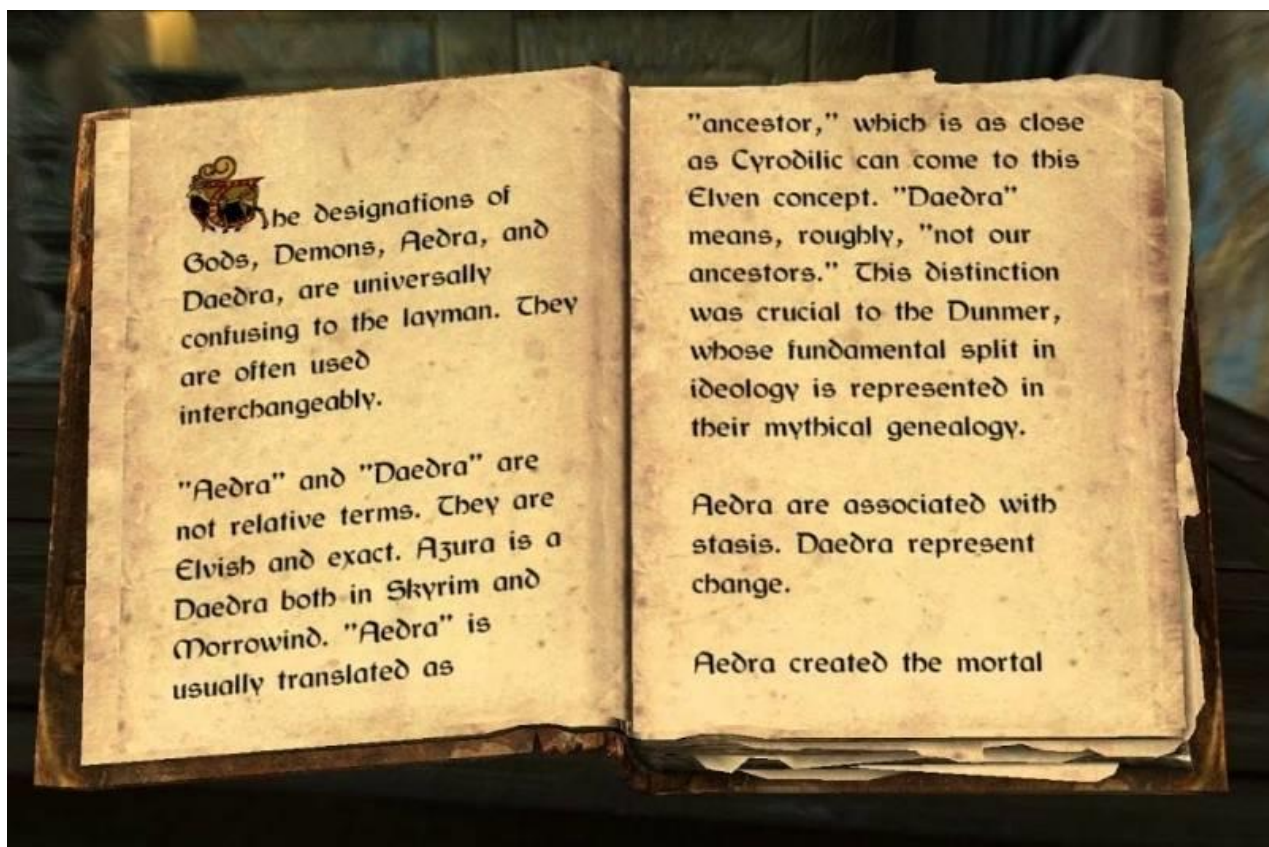 The designations of
Gods, Demons, Aedra, and
Daedra, are universally
confusing to the layman. They
are often used
interchangeably.
"Aedra" and "Daedra" are
not relative terms. They are
Elvish and exact. Azura is a
Daedra both in Skyrim and
Morrowind. "Aedra" is
usually translated as
"ancestor," which is as close
as Cyrodilic can come to this
Elven concept. "Daedra"
means, roughly, "not our
ancestors." This distinction
was crucial to the Dunmer,
whose fundamental split in
ideology is represented in
their mythical genealogy.
Aedra are associated with
stasis. Daedra represent
change.
Aedra created the mortal